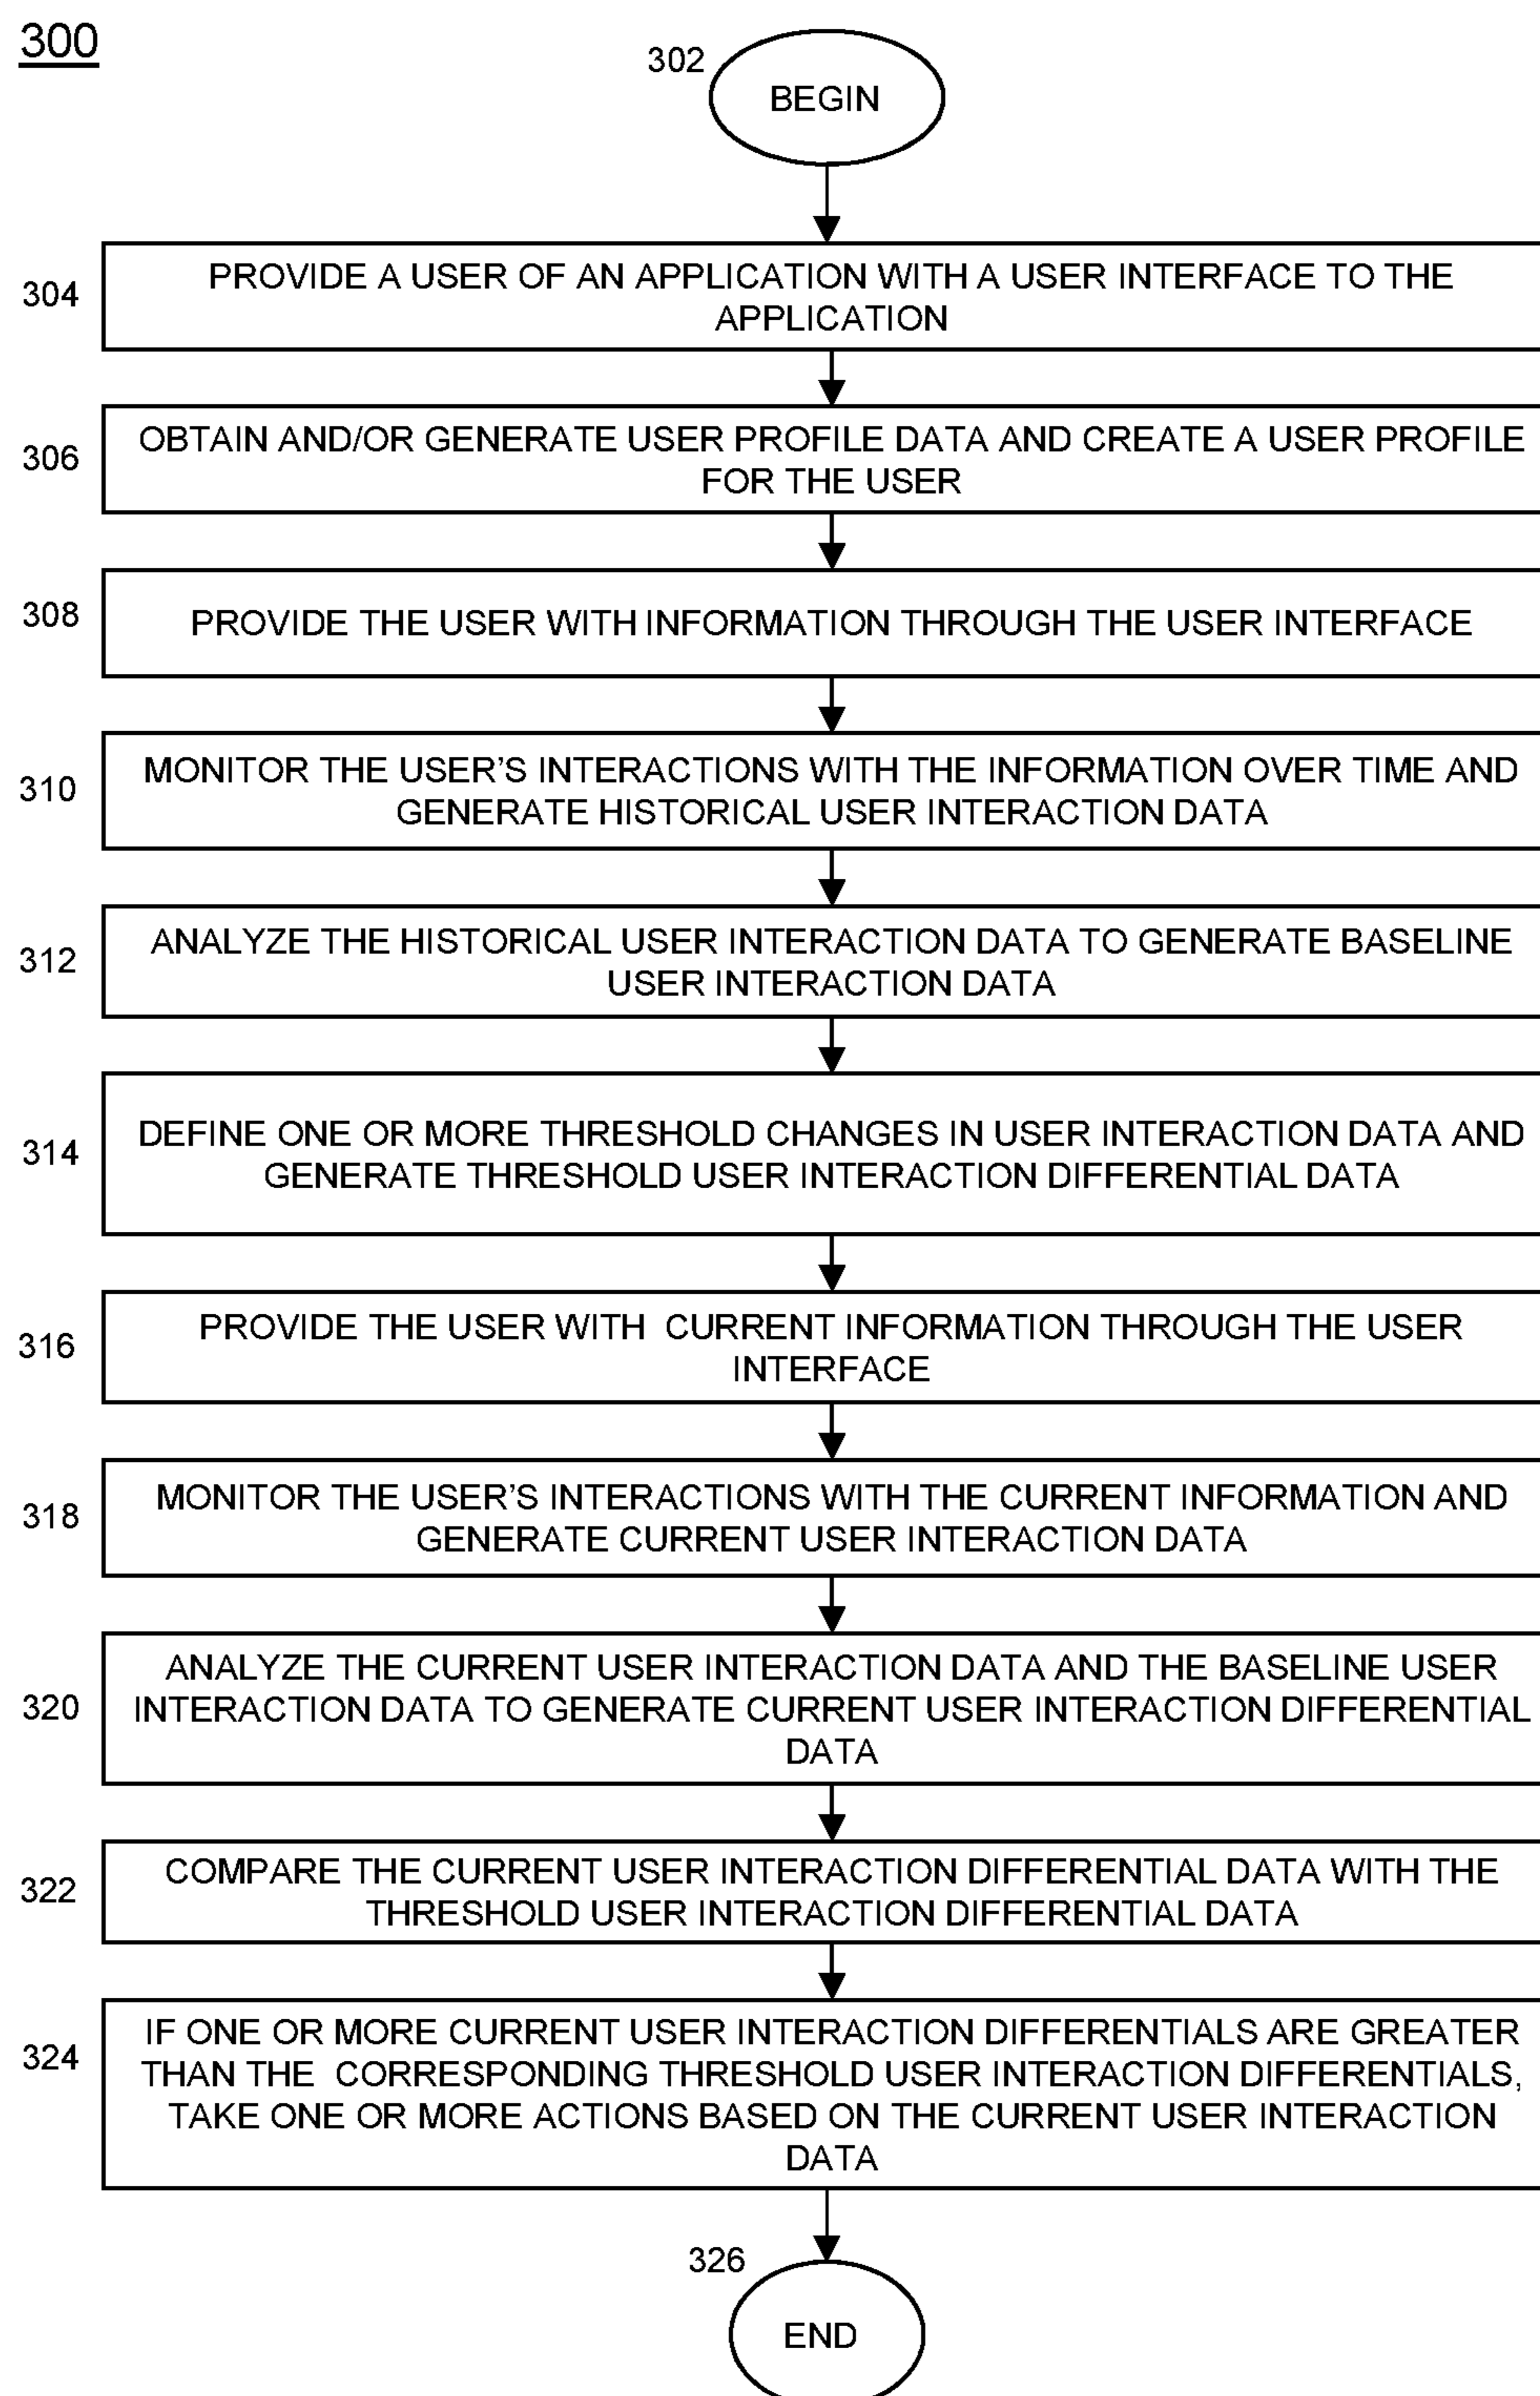 300
302
BEGIN
304
PROVIDE A USER OF AN APPLICATION WITH A USER INTERFACE TO THE
APPLICATION
306
OBTAIN AND/OR GENERATE USER PROFILE DATA AND CREATE A USER PROFILE
FOR THE USER
308
PROVIDE THE USER WITH INFORMATION THROUGH THE USER INTERFACE
310
MONITOR THE USER'S INTERACTIONS WITH THE INFORMATION OVER TIME AND
GENERATE HISTORICAL USER INTERACTION DATA
312
ANALYZE THE HISTORICAL USER INTERACTION DATA TO GENERATE BASELINE
USER INTERACTION DATA
314
DEFINE ONE OR MORE THRESHOLD CHANGES IN USER INTERACTION DATA AND
GENERATE THRESHOLD USER INTERACTION DIFFERENTIAL DATA
316
PROVIDE THE USER WITH CURRENT INFORMATION THROUGH THE USER
INTERFACE
318
MONITOR THE USER'S INTERACTIONS WITH THE CURRENT INFORMATION AND
GENERATE CURRENT USER INTERACTION DATA
320
ANALYZE THE CURRENT USER INTERACTION DATA AND THE BASELINE USER
INTERACTION DATA TO GENERATE CURRENT USER INTERACTION DIFFERENTIAL
DATA
322
COMPARE THE CURRENT USER INTERACTION DIFFERENTIAL DATA WITH THE
THRESHOLD USER INTERACTION DIFFERENTIAL DATA
324
IF ONE OR MORE CURRENT USER INTERACTION DIFFERENTIALS ARE GREATER
THAN THE CORRESPONDING THRESHOLD USER INTERACTION DIFFERENTIALS,
TAKE ONE OR MORE ACTIONS BASED ON THE CURRENT USER INTERACTION
DATA
326
END